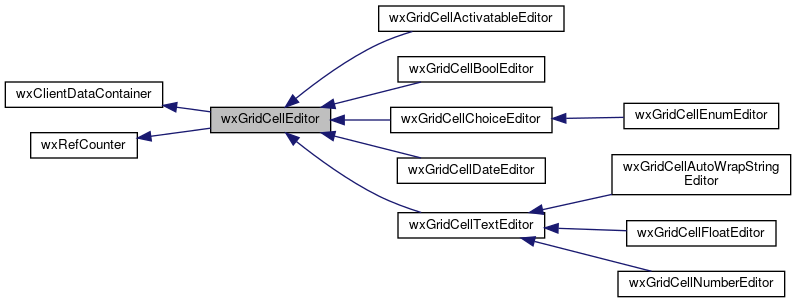 wxGridCellActivatableEditor
wxGridCellBoolEditor
wxClientDataContainer
wxGridCellEditor
wxGridCellChoiceEditor
wxGridCellEnumEditor
wxRefCounter
wxGridCellDateEditor
wxGridCellAutoWrapString
Editor
wxGridCellTextEditor
wxGridCellFloatEditor
wxGridCellNumberEditor